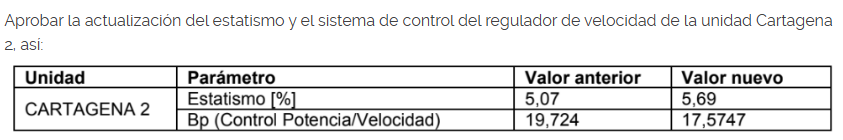 Aprobar la actualización del estatismo y el sistema de control del regulador de velocidad de la unidad Cartagena
2, así:
Unidad Parámetro Valor anterior Valor nuevo
CARTAGENA 2 Estatismo [%] 5,07 5,69
Bp (Control Potencia/Velocidad) 19,724 17,5747